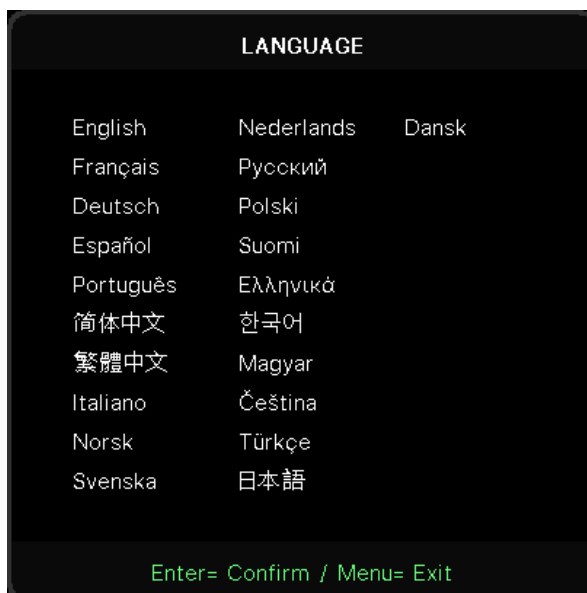 LANGUAGE
English Nederlands Dansk
Français Русский
Deutsch Polski
Español Suomi
Português Ελληνικά
简体中文 한국어
繁體中文 Magyar
Italiano Čeština
Norsk Türkçe
Svenska 日本語
Enter= Confirm / Menu= Exit